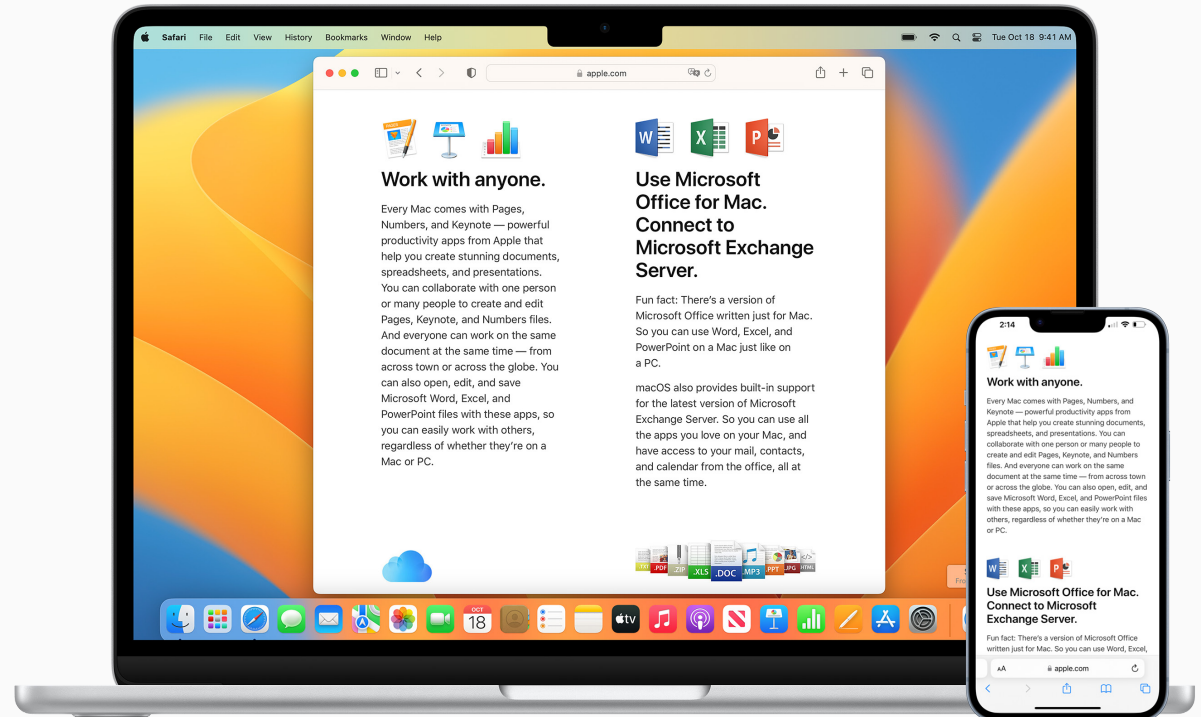 Safari File Edit View History Bookmarks Window Help
Tue Oct 18 9:41 AM
apple.com
Work with anyone.
Every Mac comes with Pages,
Numbers, and Keynote — powerful
productivity apps from Apple that
help you create stunning documents,
spreadsheets, and presentations.
You can collaborate with one person
or many people to create and edit
Pages, Keynote, and Numbers files.
And everyone can work on the same
document at the same time — from
across town or across the globe. You
can also open, edit, and save
Microsoft Word, Excel, and
PowerPoint files with these apps, so
you can easily work with others,
regardless of whether they’re on a
Mac or PC.
W X P
Use Microsoft
Office for Mac.
Connect to
Microsoft Exchange
Server.
Fun fact: There’s a version of
Microsoft Office written just for Mac.
So you can use Word, Excel, and
PowerPoint on a Mac just like on
a PC.
macOS also provides built-in support
for the latest version of Microsoft
Exchange Server. So you can use all
the apps you love on your Mac, and
have access to your mail, contacts,
and calendar from the office, all at
the same time.
.PDF .ZIP .XLS .DOC .MP3 .PPT .JPG HTML
OCT
18
tv
2:14
Work with anyone.
Every Mac comes with Pages, Numbers, and
Keynote — powerful productivity apps from
Apple that help you create stunning documents,
spreadsheets, and presentations. You can
collaborate with one person or many people to
create and edit Pages, Keynote, and Numbers
files. And everyone can work on the same
document at the same time — from across town
or across the globe. You can also open, edit, and
save Microsoft Word, Excel, and PowerPoint files
with these apps, so you can easily work with
others, regardless of whether they’re on a Mac
or PC.
W X P
Use Microsoft Office for Mac.
Connect to Microsoft
Exchange Server.
Fun fact: There’s a version of Microsoft Office
written just for Mac. So you can use Word, Excel,
AA apple.com